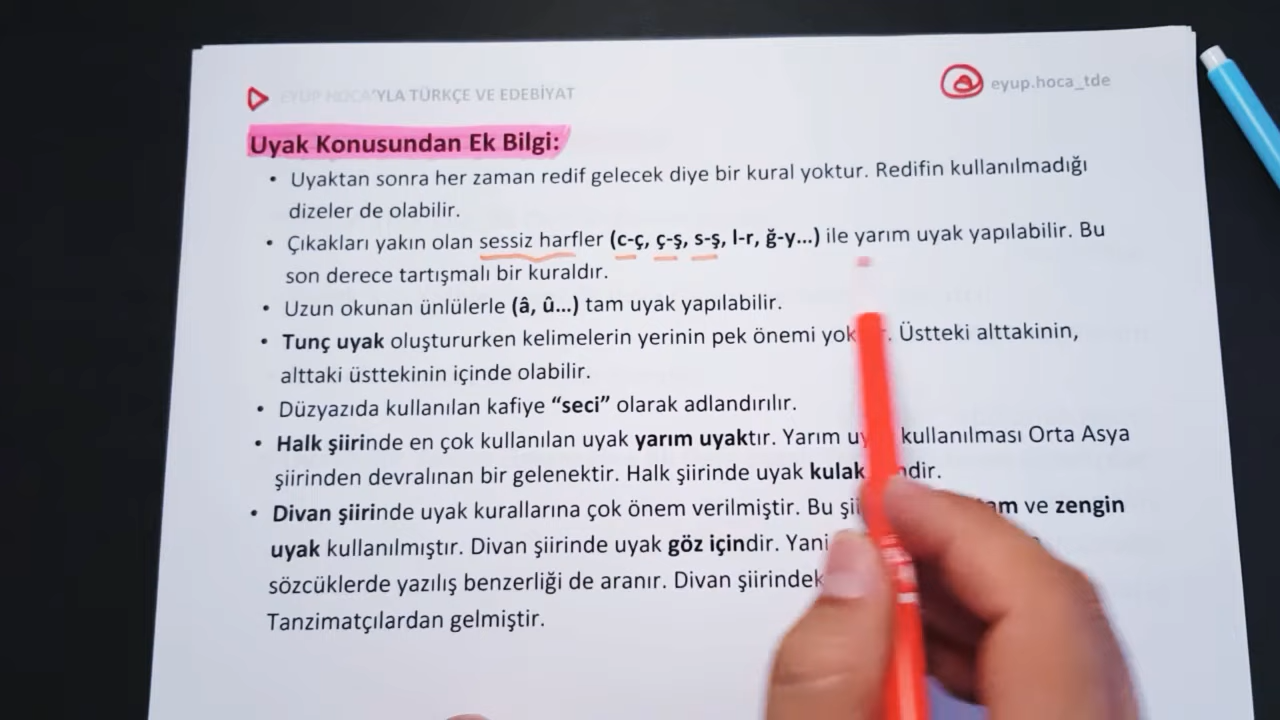 EYUP HOCA'YLA TÜRKÇE VE EDEBİYAT
eyup.hoca_tde
Uyak Konusundan Ek Bilgi:
• Uyaktan sonra her zaman redif gelecek diye bir kural yoktur. Redifin kullanılmadığı
dizeler de olabilir.
• Çıkakları yakın olan sessiz harfler (c-ç, ç-ş, s-ş, l-r, ğ-y...) ile yarım uyak yapılabilir. Bu
son derece tartışmalı bir kuraldır.
• Uzun okunan ünlülerle (â, û...) tam uyak yapılabilir.
• Tunç uyak oluştururken kelimelerin yerinin pek önemi . Üstteki alttakinin,
alttaki üsttekinin içinde olabilir.
• Düzyazıda kullanılan kafiye “seci” olarak adlandırılır.
• Halk şiirinde en çok kullanılan uyak yarım uyaktır. Yarım kullanılması Orta Asya
şiirinden devralınan bir gelenektir. Halk şiirinde uyak kulak
• Divan şiirinde uyak kurallarına çok önem verilmiştir. Bu ve zengin
uyak kullanılmıştır. Divan şiirinde uyak göz içindir. Yani
sözcüklerde yazılış benzerliği de aranır. Divan
Tanzimatçılardan gelmiştir.